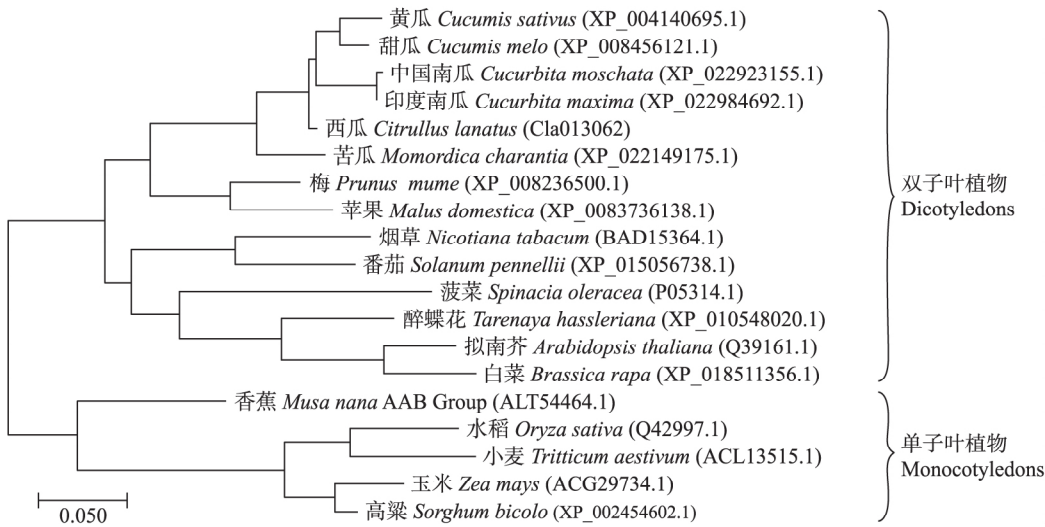 黄瓜 Cucumis sativus (XP_004140695.1)
甜瓜 Cucumis melo (XP_008456121.1)
中国南瓜 Cucurbita moschata (XP_022923155.1)
印度南瓜 Cucurbita maxima (XP_022984692.1)
西瓜 Citrullus lanatus (Cla013062)
苦瓜 Momordica charantia (XP_022149175.1)
梅 Prunus mume (XP_008236500.1)
苹果 Malus domestica (XP_0083736138.1)
烟草 Nicotiana tabacum (BAD15364.1)
番茄 Solanum pennellii (XP_015056738.1)
菠菜 Spinacia oleracea (P05314.1)
醉蝶花 Tarenaya hassleriana (XP_010548020.1)
拟南芥 Arabidopsis thaliana (Q39161.1)
白菜 Brassica rapa (XP_018511356.1)
双子叶植物
Dicotyledons
香蕉 Musa nana AAB Group (ALT54464.1)
水稻 Oryza sativa (Q42997.1)
小麦 Tritticum aestivum (ACL13515.1)
玉米 Zea mays (ACG29734.1)
高粱 Sorghum bicolo (XP_002454602.1)
单子叶植物
Monocotyledons
0.050